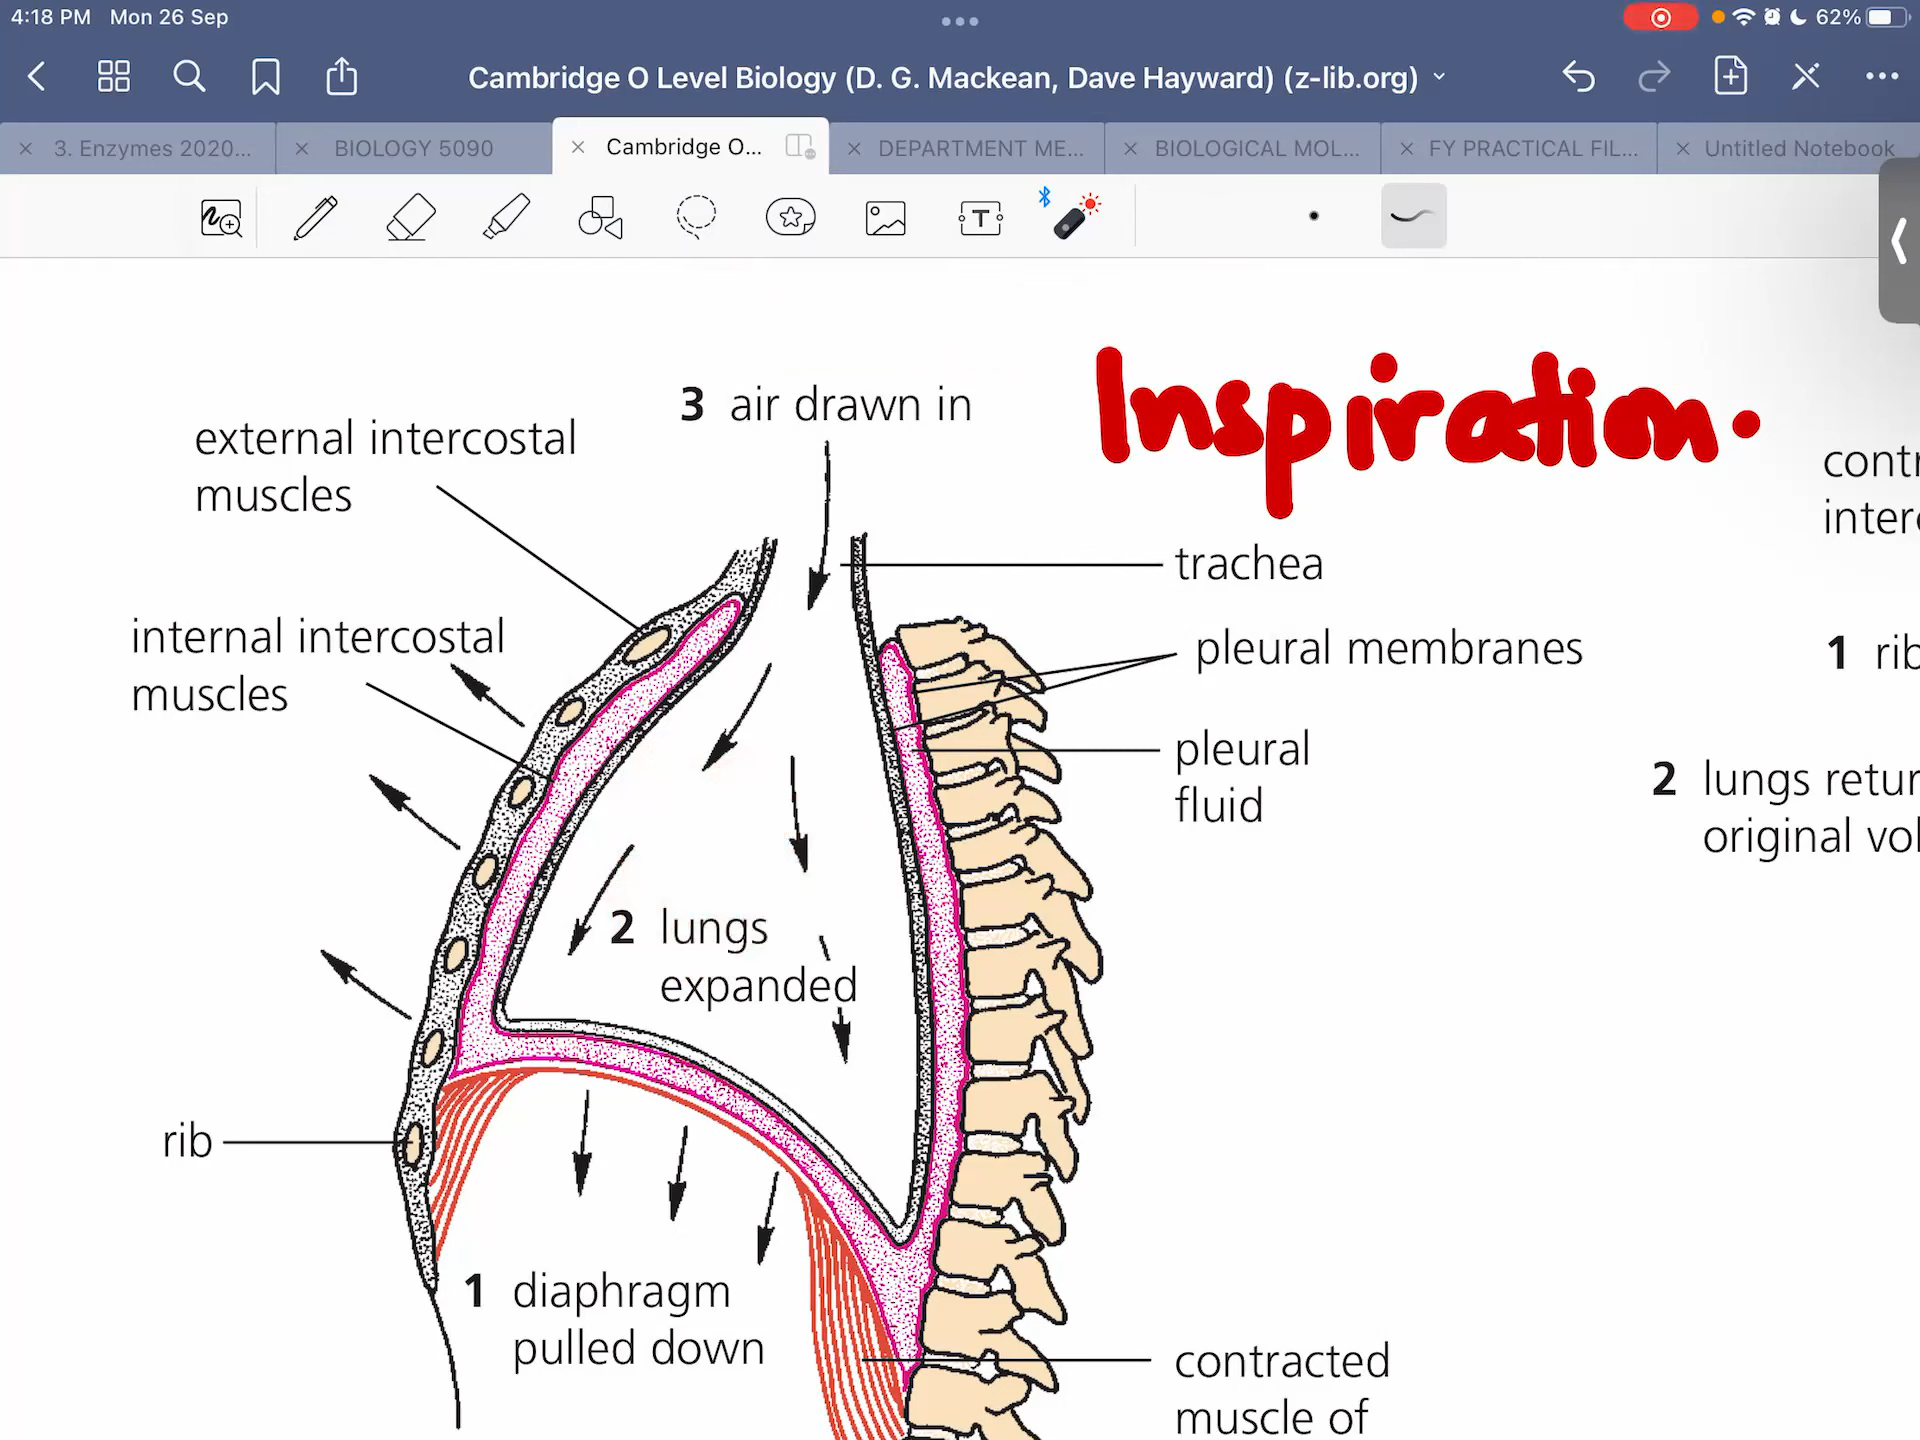 4:18 PM Mon 26 Sep
62%
Cambridge O Level Biology (D. G. Mackean, Dave Hayward) (z-lib.org)
3. Enzymes 2020...
BIOLOGY 5090
Cambridge O...
DEPARTMENT ME...
BIOLOGICAL MOL...
FY PRACTICAL FIL...
Untitled Notebook
T
Inspiration.
3 air drawn in
external intercostal
muscles
trachea
internal intercostal
muscles
pleural membranes
pleural
fluid
2 lungs
expanded
rib
1 diaphragm
pulled down
contracted
muscle of
contr
interc
1 rib
2 lungs retur
original vol